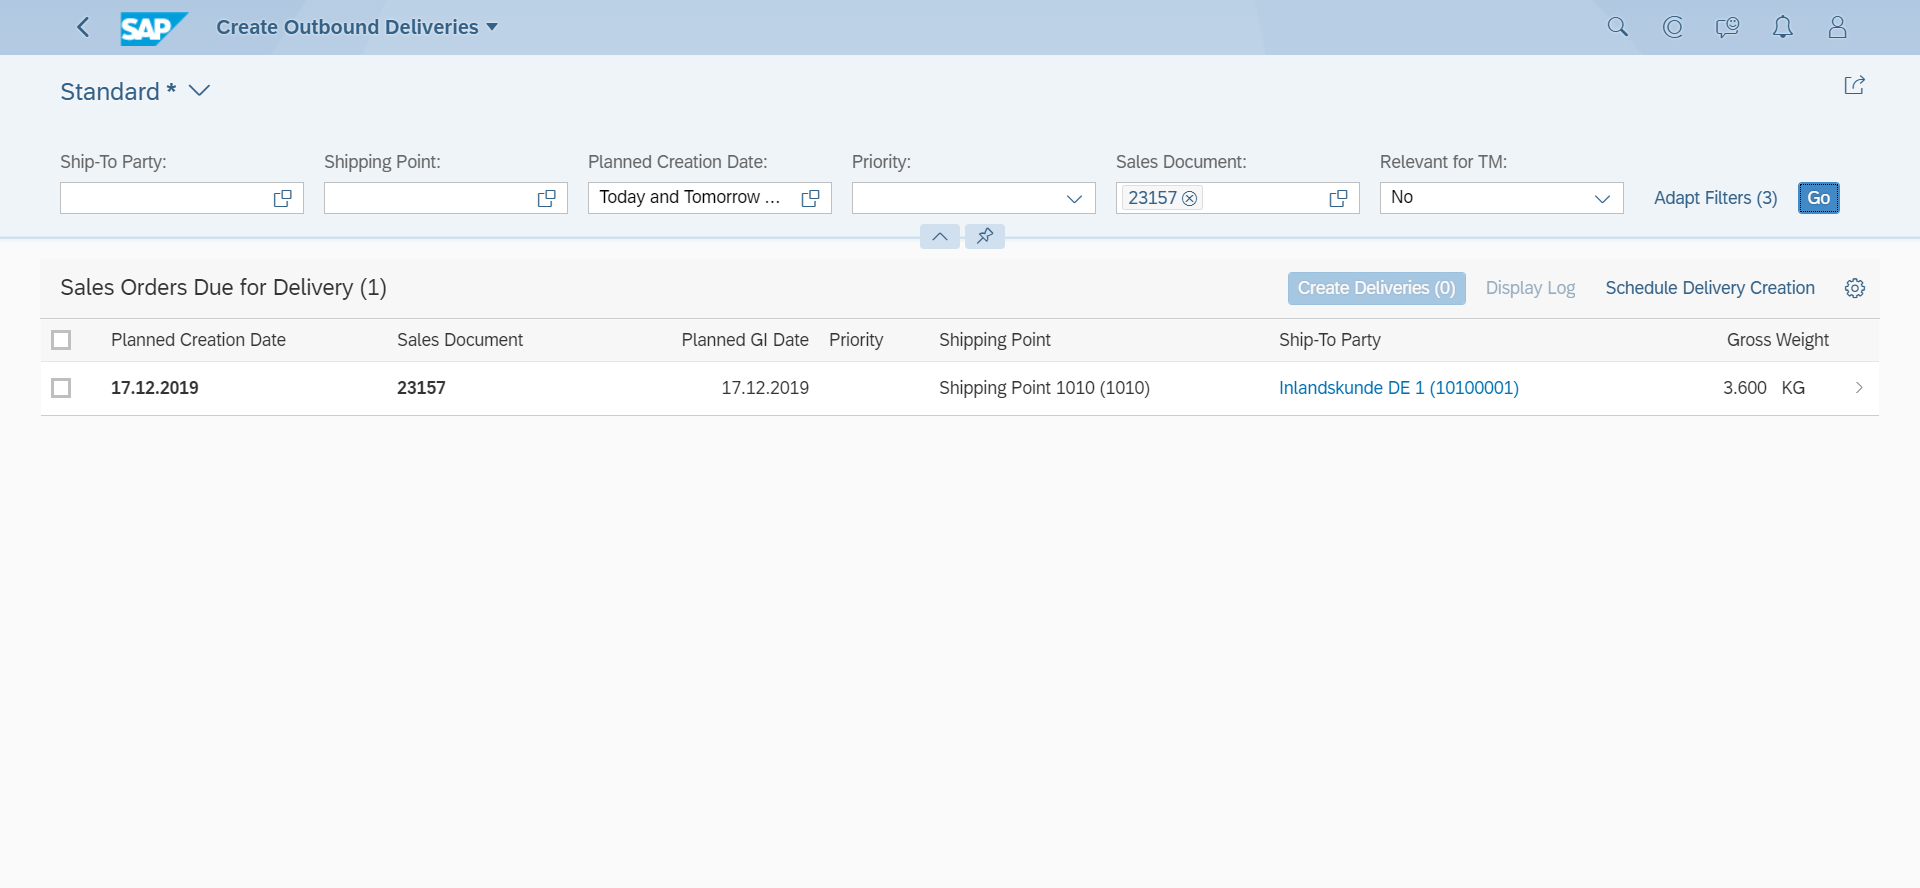 SAP Create Outbound Deliveries
Standard *
Ship-To Party: Shipping Point: Planned Creation Date: Priority: Sales Document: Relevant for TM:
Today and Tomorrow ... 23157 No Adapt Filters (3) Go
Sales Orders Due for Delivery (1) Create Deliveries (0) Display Log Schedule Delivery Creation
Planned Creation Date Sales Document Planned GI Date Priority Shipping Point Ship-To Party Gross Weight
17.12.2019 23157 17.12.2019 Shipping Point 1010 (1010) Inlandskunde DE 1 (10100001) 3.600 KG